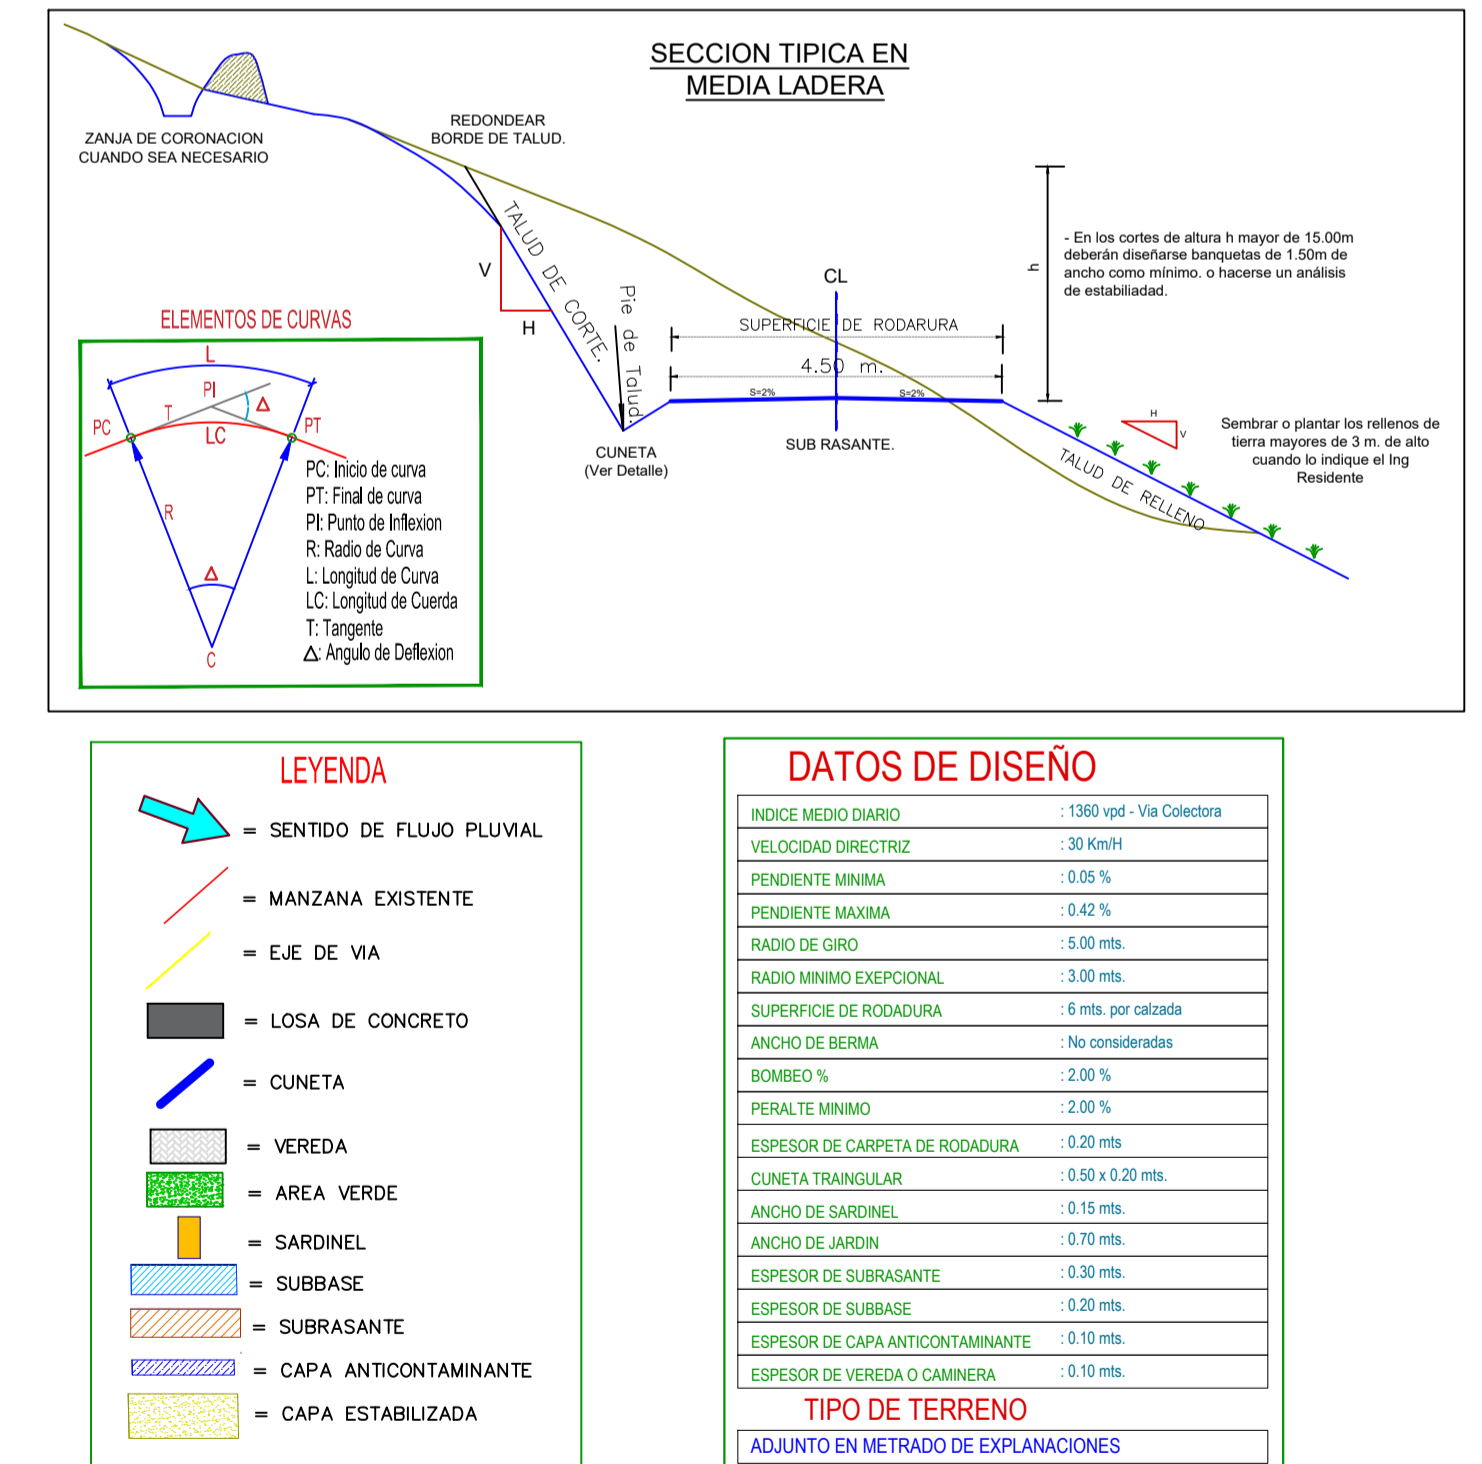 SECCION TIPICA EN
MEDIA LADERA
REDONDEAR
BORDE DE TALUD.
ZANJA DE CORONACION
CUANDO SEA NECESARIO
TALUD DE CORTE.
V
H
Pie de Talud.
CUNETA
(Ver Detalle)
CL
SUPERFICIE DE RODARURA
4.50 m.
S=2%
S=2%
SUB RASANTE.
h
- En los cortes de altura h mayor de 15.00m
deberán diseñarse banquetas de 1.50m de
ancho como mínimo. o hacerse un análisis
de estabiliadad.
H
V
TALUD DE RELLENO
Sembrar o plantar los rellenos de
tierra mayores de 3 m. de alto
cuando lo indique el Ing
Residente
ELEMENTOS DE CURVAS
L
PI
T
Δ
PC
LC
PT
R
Δ
C
PC: Inicio de curva
PT: Final de curva
PI: Punto de Inflexion
R: Radio de Curva
L: Longitud de Curva
LC: Longitud de Cuerda
T: Tangente
Δ: Angulo de Deflexion
LEYENDA
= SENTIDO DE FLUJO PLUVIAL
= MANZANA EXISTENTE
= EJE DE VIA
= LOSA DE CONCRETO
= CUNETA
= VEREDA
= AREA VERDE
= SARDINEL
= SUBBASE
= SUBRASANTE
= CAPA ANTICONTAMINANTE
= CAPA ESTABILIZADA
DATOS DE DISEÑO
INDICE MEDIO DIARIO : 1360 vpd - Via Colectora
VELOCIDAD DIRECTRIZ : 30 Km/H
PENDIENTE MINIMA : 0.05 %
PENDIENTE MAXIMA : 0.42 %
RADIO DE GIRO : 5.00 mts.
RADIO MINIMO EXEPCIONAL : 3.00 mts.
SUPERFICIE DE RODADURA : 6 mts. por calzada
ANCHO DE BERMA : No consideradas
BOMBEO % : 2.00 %
PERALTE MINIMO : 2.00 %
ESPESOR DE CARPETA DE RODADURA : 0.20 mts
CUNETA TRAINGULAR : 0.50 x 0.20 mts.
ANCHO DE SARDINEL : 0.15 mts.
ANCHO DE JARDIN : 0.70 mts.
ESPESOR DE SUBRASANTE : 0.30 mts.
ESPESOR DE SUBBASE : 0.20 mts.
ESPESOR DE CAPA ANTICONTAMINANTE : 0.10 mts.
ESPESOR DE VEREDA O CAMINERA : 0.10 mts.
TIPO DE TERRENO
ADJUNTO EN METRADO DE EXPLANACIONES